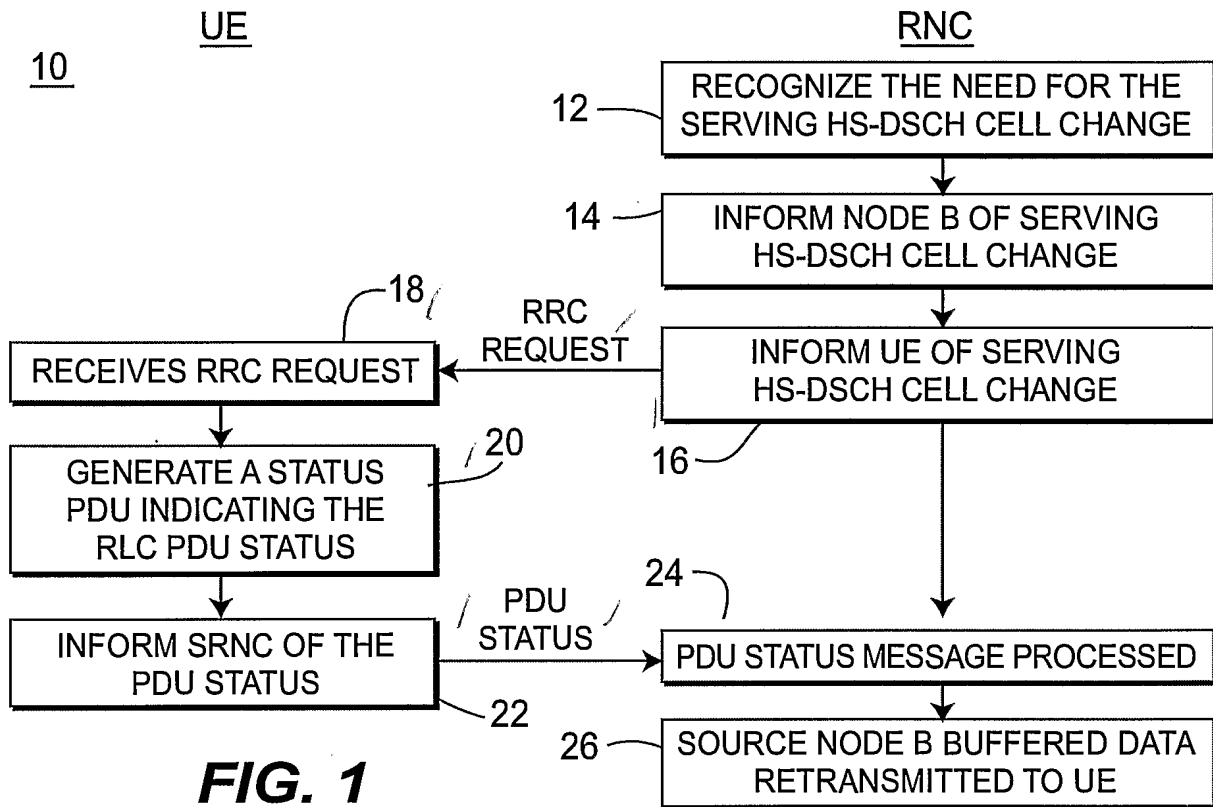 UE
RNC
10
12
RECOGNIZE THE NEED FOR THE
SERVING HS-DSCH CELL CHANGE
14
INFORM NODE B OF SERVING
HS-DSCH CELL CHANGE
18
RECEIVES RRC REQUEST
RRC
REQUEST
INFORM UE OF SERVING
HS-DSCH CELL CHANGE
16
20
GENERATE A STATUS
PDU INDICATING THE
RLC PDU STATUS
INFORM SRNC OF THE
PDU STATUS
22
PDU
STATUS
24
PDU STATUS MESSAGE PROCESSED
26
SOURCE NODE B BUFFERED DATA
RETRANSMITTED TO UE
FIG. 1